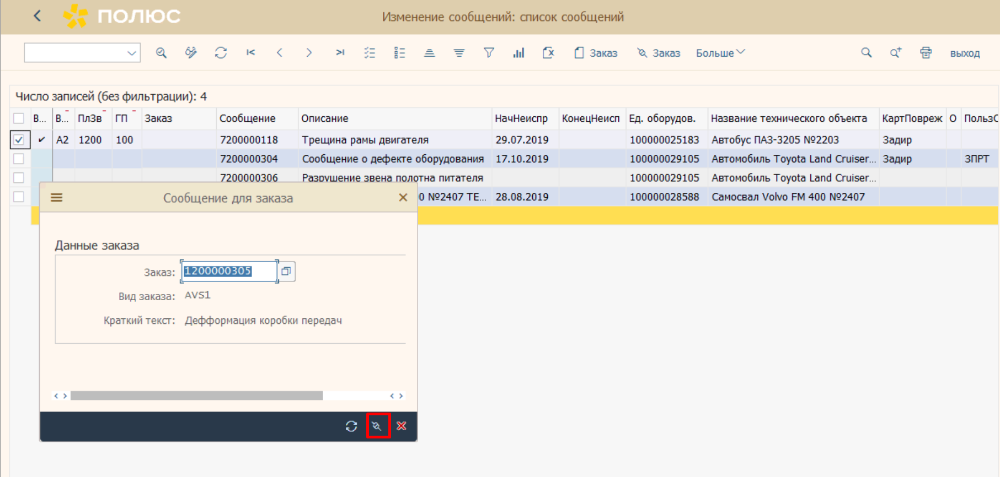 ПОЛЮС
Изменение сообщений: список сообщений
Заказ Заказ Больше выход
Число записей (без фильтрации): 4
В... В... ПлЗв ГП Заказ Сообщение Описание НачНеиспр КонецНеисп Ед. оборудов. Название технического объекта КартПовреж О ПользС
А2 1200 100 7200000118 Трещина рамы двигателя 29.07.2019 100000025183 Автобус ПАЗ-3205 №2203 Задир
7200000304 Сообщение о дефекте оборудования 17.10.2019 100000029105 Автомобиль Toyota Land Cruiser... Задир ЗПРТ
7200000306 Разрушение звена полотна питателя 100000029105 Автомобиль Toyota Land Cruiser...
0 №2407 ТЕ... 28.08.2019 100000028588 Самосвал Volvo FM 400 №2407
Сообщение для заказа
Данные заказа
Заказ: 1200000305
Вид заказа: AVS1
Краткий текст: Дефформация коробки передач